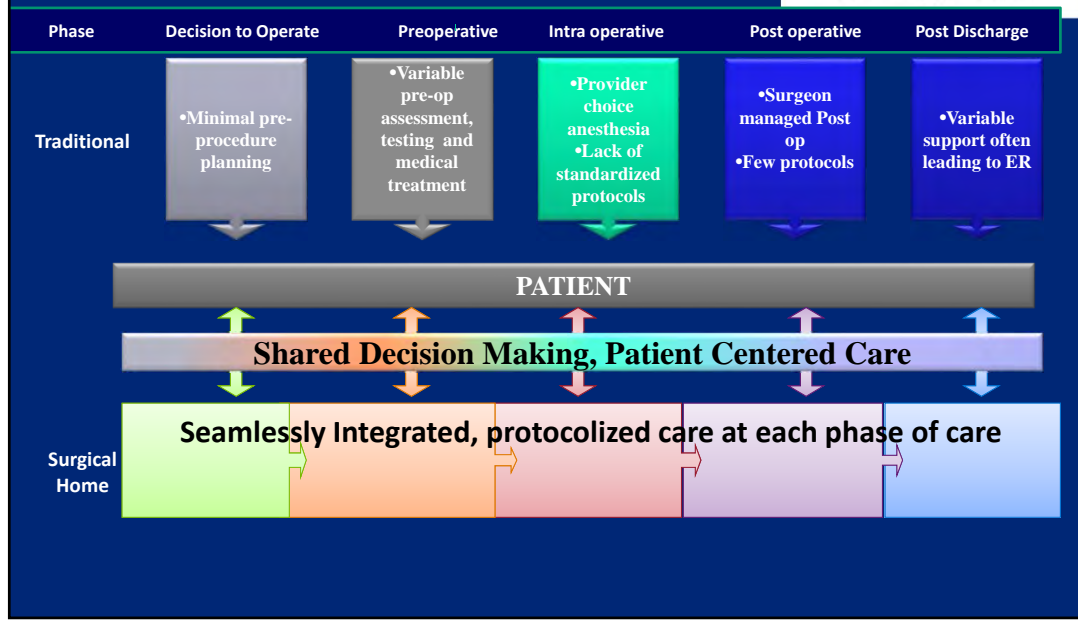 Phase Decision to Operate Preoperative Intra operative Post operative Post Discharge
Traditional
•Minimal pre-
procedure
planning
•Variable
pre-op
assessment,
testing and
medical
treatment
•Provider
choice
anesthesia
•Lack of
standardized
protocols
•Surgeon
managed Post
op
•Few protocols
•Variable
support often
leading to ER
PATIENT
Shared Decision Making, Patient Centered Care
Seamlessly Integrated, protocolized care at each phase of care
Surgical
Home